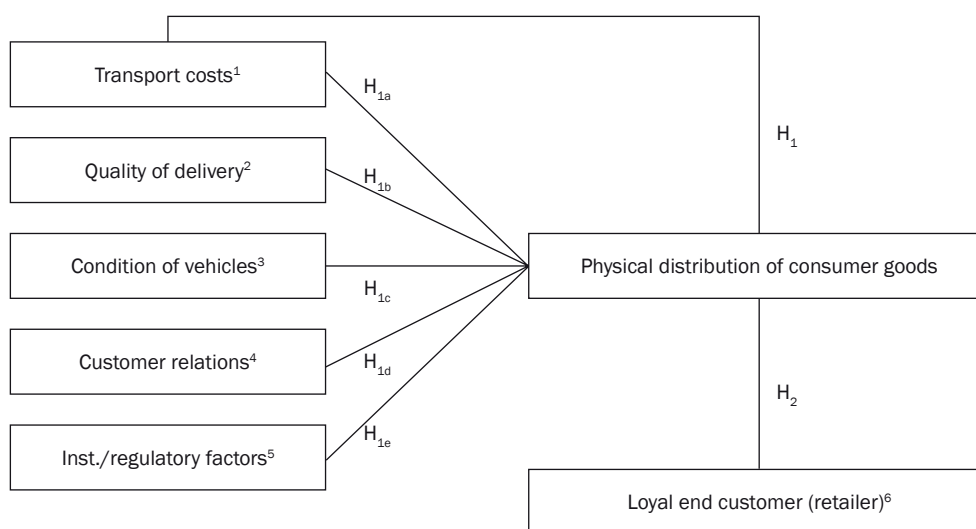 Transport costs¹
H₁ₐ
H₁
Quality of delivery²
H₁b
Condition of vehicles³
Physical distribution of consumer goods
H₁c
Customer relations⁴
H₁d
H₂
Inst./regulatory factors⁵
H₁e
Loyal end customer (retailer)⁶